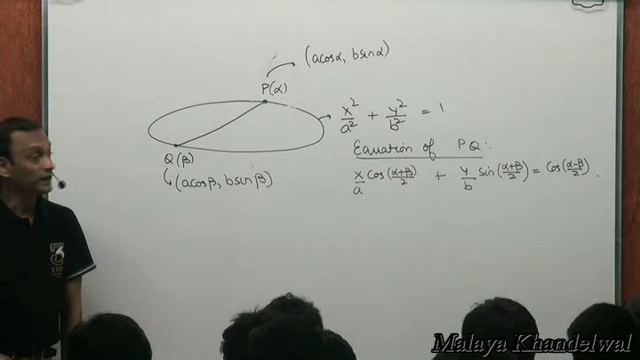 (acosα, bsinα)
P(α)
x²/a² + y²/b² = 1
Equation of PQ:
Q(β)
(acosβ, bsinβ)
x/a cos(α+β/2) + y/b sin(α+β/2) = cos(α-β/2).
Malaya Khandelwal